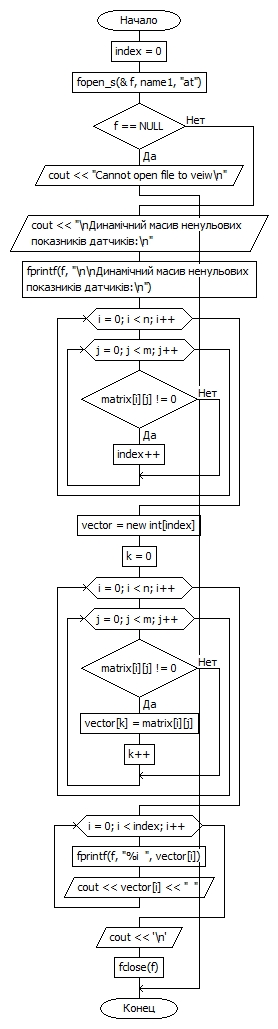 Начало
index = 0
fopen_s(& f, name1, "at")
f == NULL
Нет
Да
cout << "Cannot open file to veiw\n"
cout << "\nДинамічний масив ненульових
показників датчиків:\n"
fprintf(f, "\n\nДинамічний масив ненульових
показників датчиків:\n")
i = 0; i < n; i++
j = 0; j < m; j++
Нет
matrix[i][j] != 0
Да
index++
vector = new int[index]
k = 0
i = 0; i < n; i++
j = 0; j < m; j++
matrix[i][j] != 0
Нет
Да
vector[k] = matrix[i][j]
k++
i = 0; i < index; i++
fprintf(f, "%i  ", vector[i])
cout << vector[i] << "  "
cout << '\n'
fclose(f)
Конец